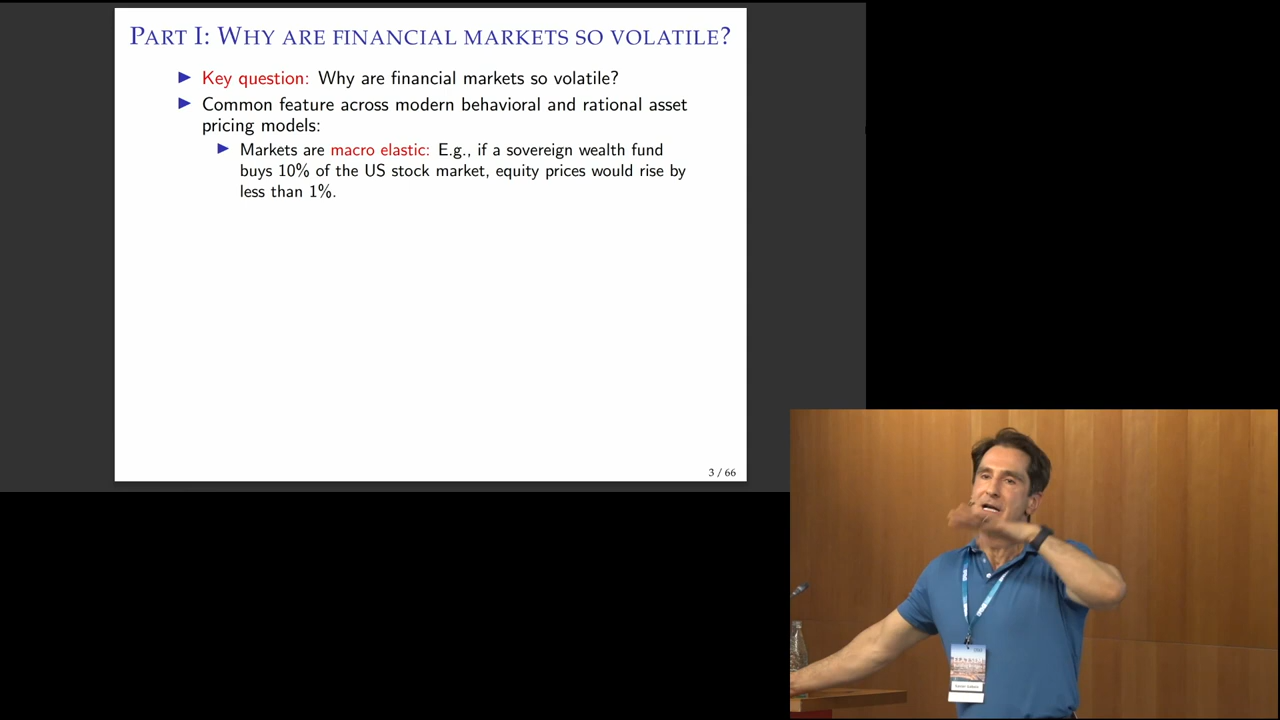 PART I: WHY ARE FINANCIAL MARKETS SO VOLATILE?
Key question: Why are financial markets so volatile?
Common feature across modern behavioral and rational asset
pricing models:
Markets are macro elastic: E.g., if a sovereign wealth fund
buys 10% of the US stock market, equity prices would rise by
less than 1%.
3 / 66